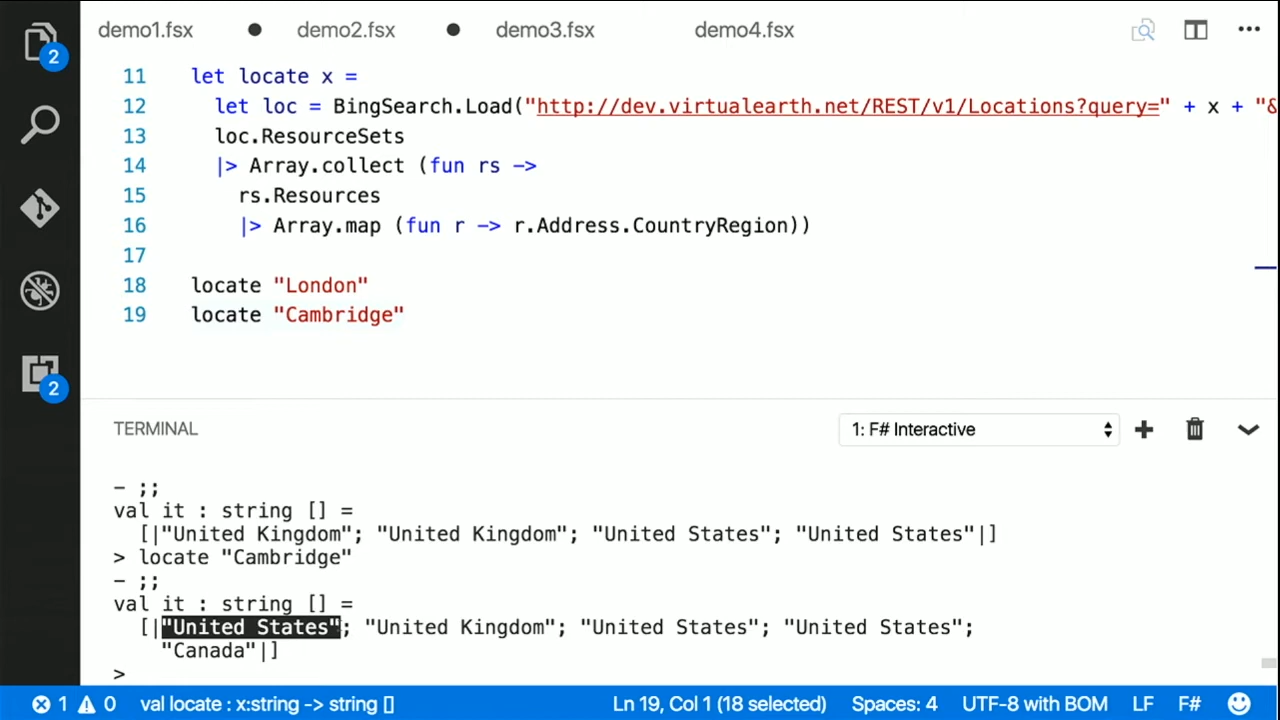 demo1.fsx demo2.fsx demo3.fsx demo4.fsx
2
2
11 let locate x =
12 let loc = BingSearch.Load("http://dev.virtualearth.net/REST/v1/Locations?query=" + x + "&
13 loc.ResourceSets
14 |> Array.collect (fun rs ->
15 rs.Resources
16 |> Array.map (fun r -> r.Address.CountryRegion))
17
18 locate "London"
19 locate "Cambridge"
TERMINAL 1: F# Interactive
- ;;
val it : string [] =
[|"United Kingdom"; "United Kingdom"; "United States"; "United States"|]
> locate "Cambridge"
- ;;
val it : string [] =
[|"United States"; "United Kingdom"; "United States"; "United States";
"Canada"|]
>
1 0 val locate : x:string -> string [] Ln 19, Col 1 (18 selected) Spaces: 4 UTF-8 with BOM LF F#